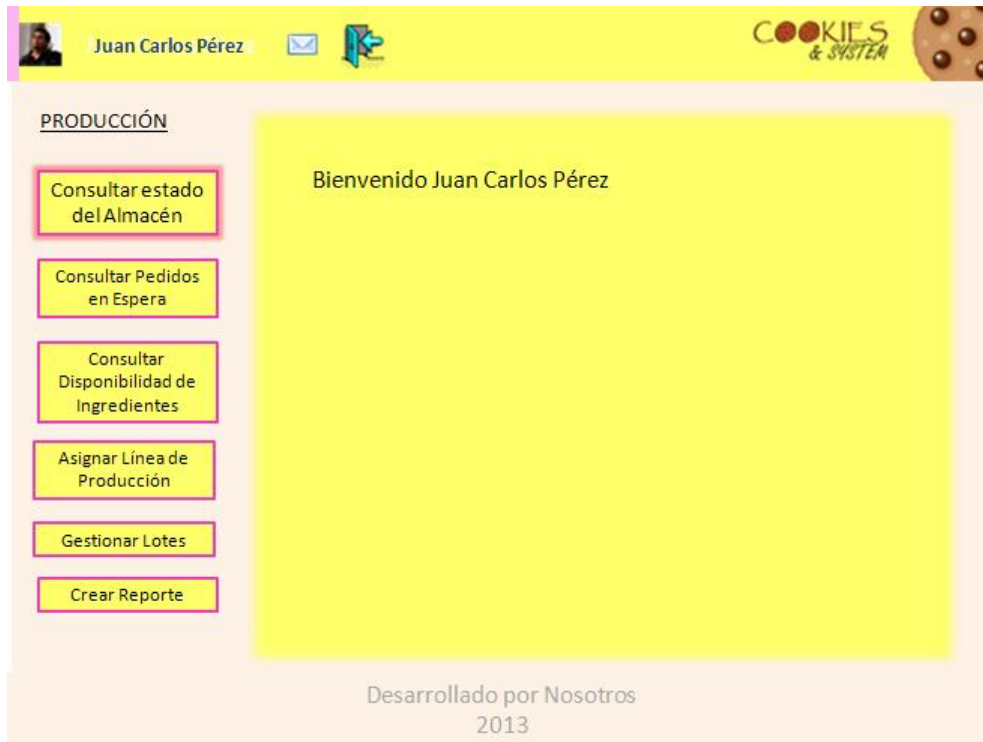 Juan Carlos Pérez
COOKIES
& SYSTEM
PRODUCCIÓN
Consultar estado
del Almacén
Consultar Pedidos
en Espera
Consultar
Disponibilidad de
Ingredientes
Asignar Línea de
Producción
Gestionar Lotes
Crear Reporte
Bienvenido Juan Carlos Pérez
Desarrollado por Nosotros
2013